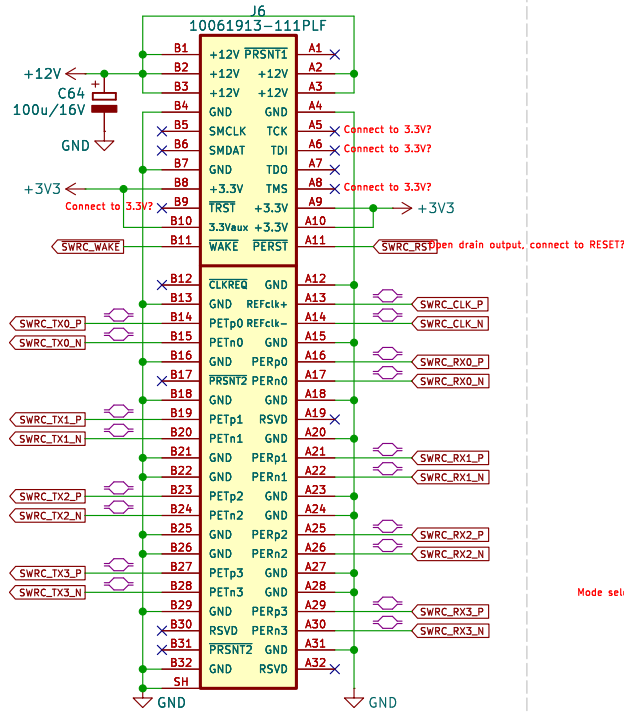 J6
10061913-111PLF
B1 +12V PRSNT1 A1
+12V B2 +12V +12V A2
B3 +12V +12V A3
C64
100u/16V
B4 GND GND A4
B5 SMCLK TCK A5 Connect to 3.3V?
GND B6 SMDAT TDI A6 Connect to 3.3V?
B7 GND TDO A7
+3V3 B8 +3.3V TMS A8 Connect to 3.3V?
Connect to 3.3V? B9 TRST +3.3V A9 +3V3
B10 3.3Vaux +3.3V A10
SWRC_WAKE B11 WAKE PERST A11 SWRC_RST Open drain output, connect to RESET?
B12 CLKREQ GND A12
B13 GND REFclk+ A13 SWRC_CLK_P
SWRC_TX0_P B14 PETp0 REFclk- A14 SWRC_CLK_N
SWRC_TX0_N B15 PETn0 GND A15
B16 GND PERp0 A16 SWRC_RX0_P
B17 PRSNT2 PERn0 A17 SWRC_RX0_N
B18 GND GND A18
SWRC_TX1_P B19 PETp1 RSVD A19
SWRC_TX1_N B20 PETn1 GND A20
B21 GND PERp1 A21 SWRC_RX1_P
B22 GND PERn1 A22 SWRC_RX1_N
SWRC_TX2_P B23 PETp2 GND A23
SWRC_TX2_N B24 PETn2 GND A24
B25 GND PERp2 A25 SWRC_RX2_P
B26 GND PERn2 A26 SWRC_RX2_N
SWRC_TX3_P B27 PETp3 GND A27
SWRC_TX3_N B28 PETn3 GND A28
Mode sel
B29 GND PERp3 A29 SWRC_RX3_P
B30 RSVD PERn3 A30 SWRC_RX3_N
B31 PRSNT2 GND A31
B32 GND RSVD A32
SH
GND GND